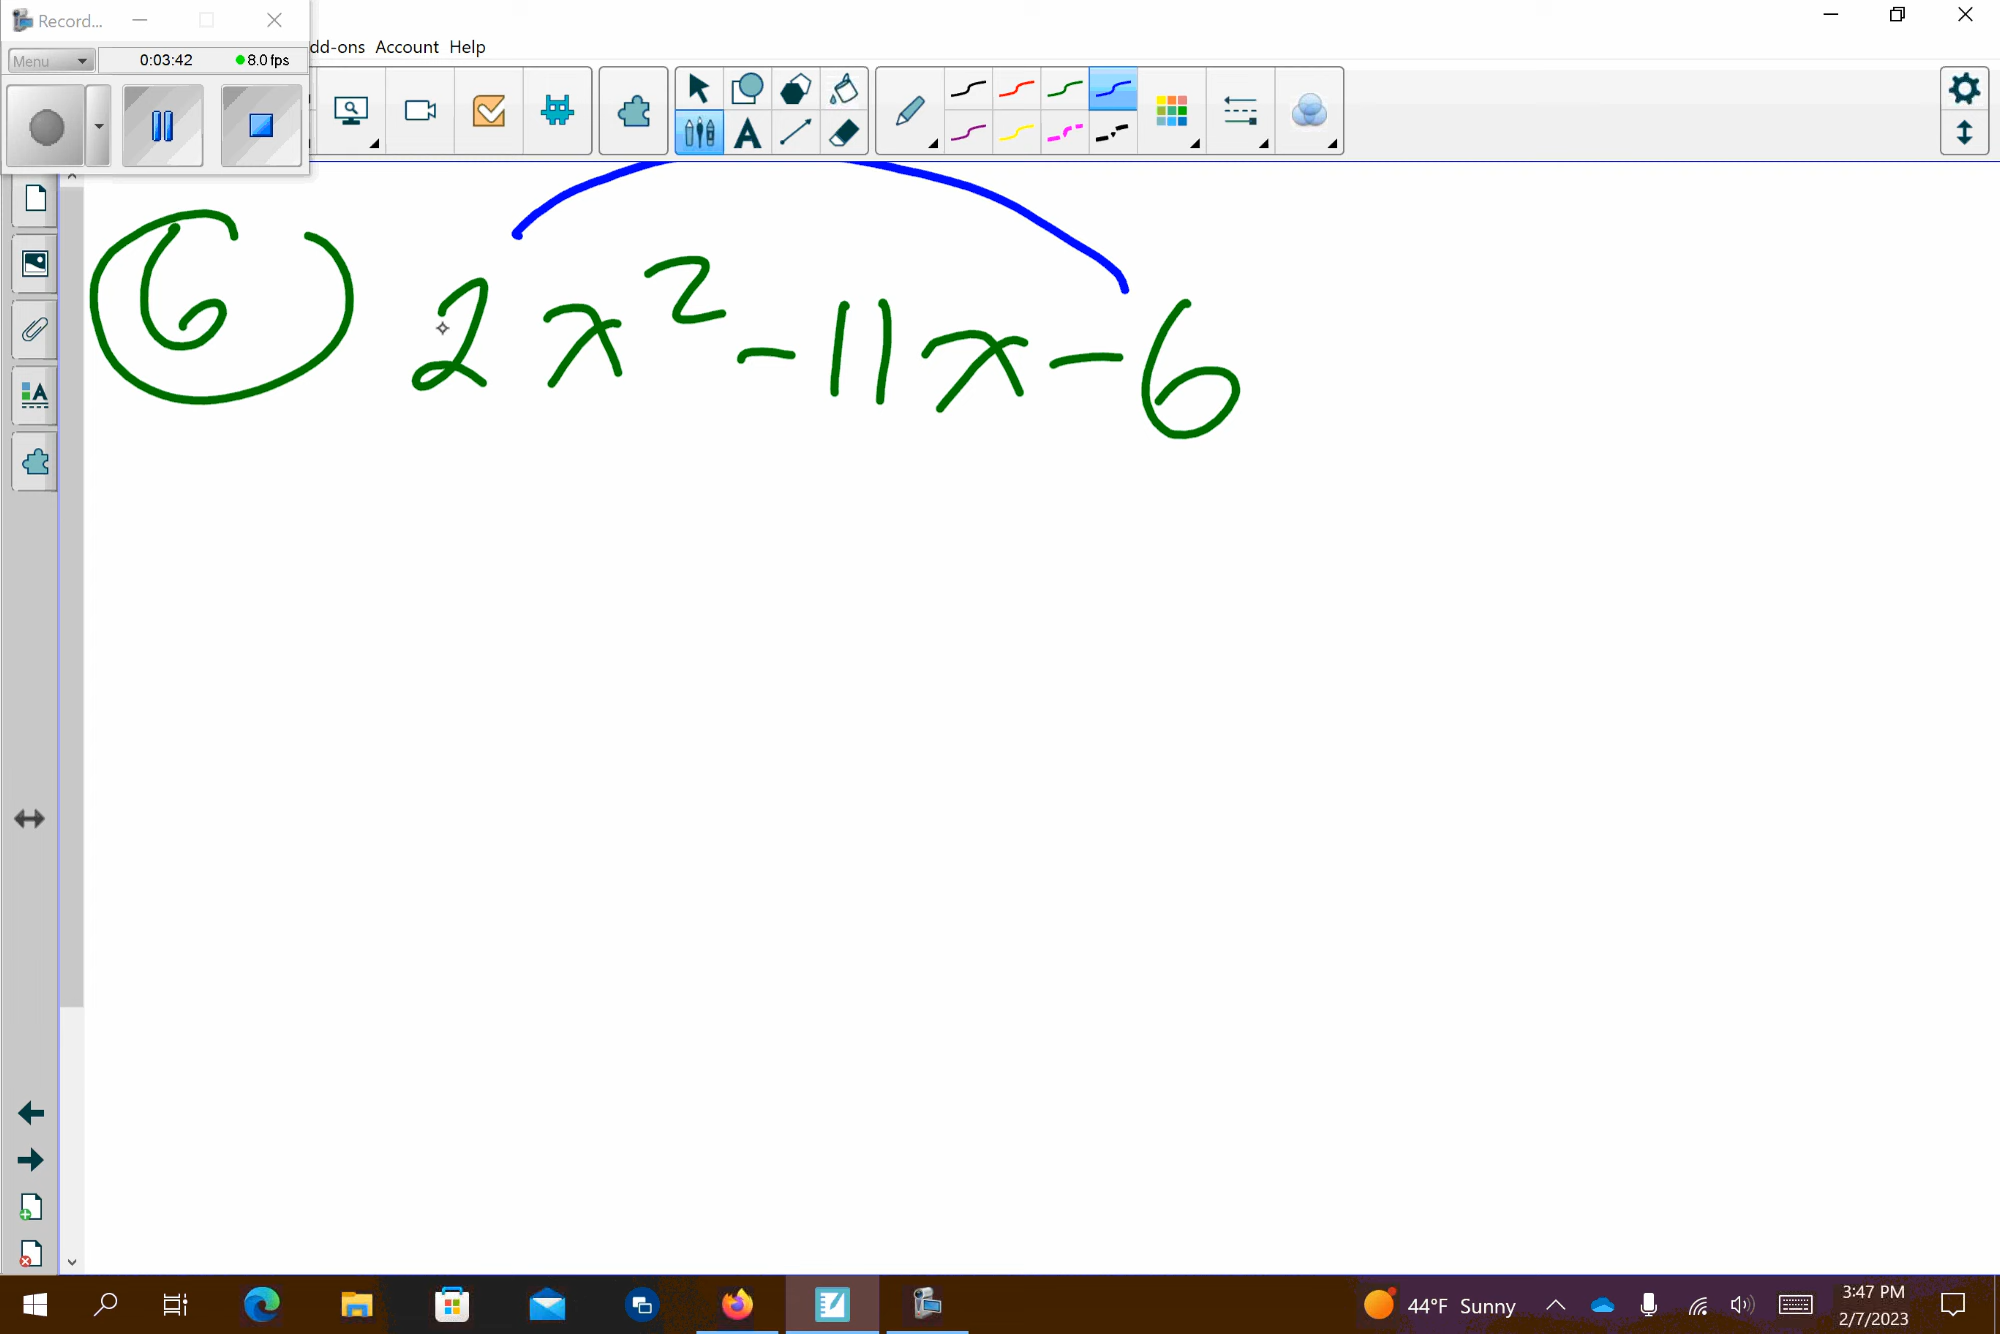 Record...
Menu 0:03:42 8.0 fps
dd-ons Account Help
6 2x² - 11x - 6
44°F Sunny
3:47 PM
2/7/2023